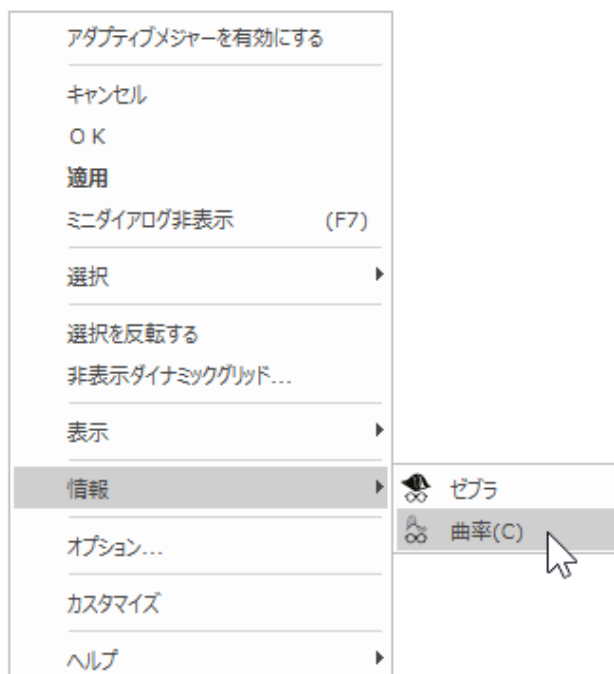 アダプティブメジャーを有効にする
キャンセル
ＯＫ
適用
ミニダイアログ非表示 (F7)
選択
選択を反転する
非表示ダイナミックグリッド...
表示
情報
ゼブラ
曲率(C)
オプション...
カスタマイズ
ヘルプ